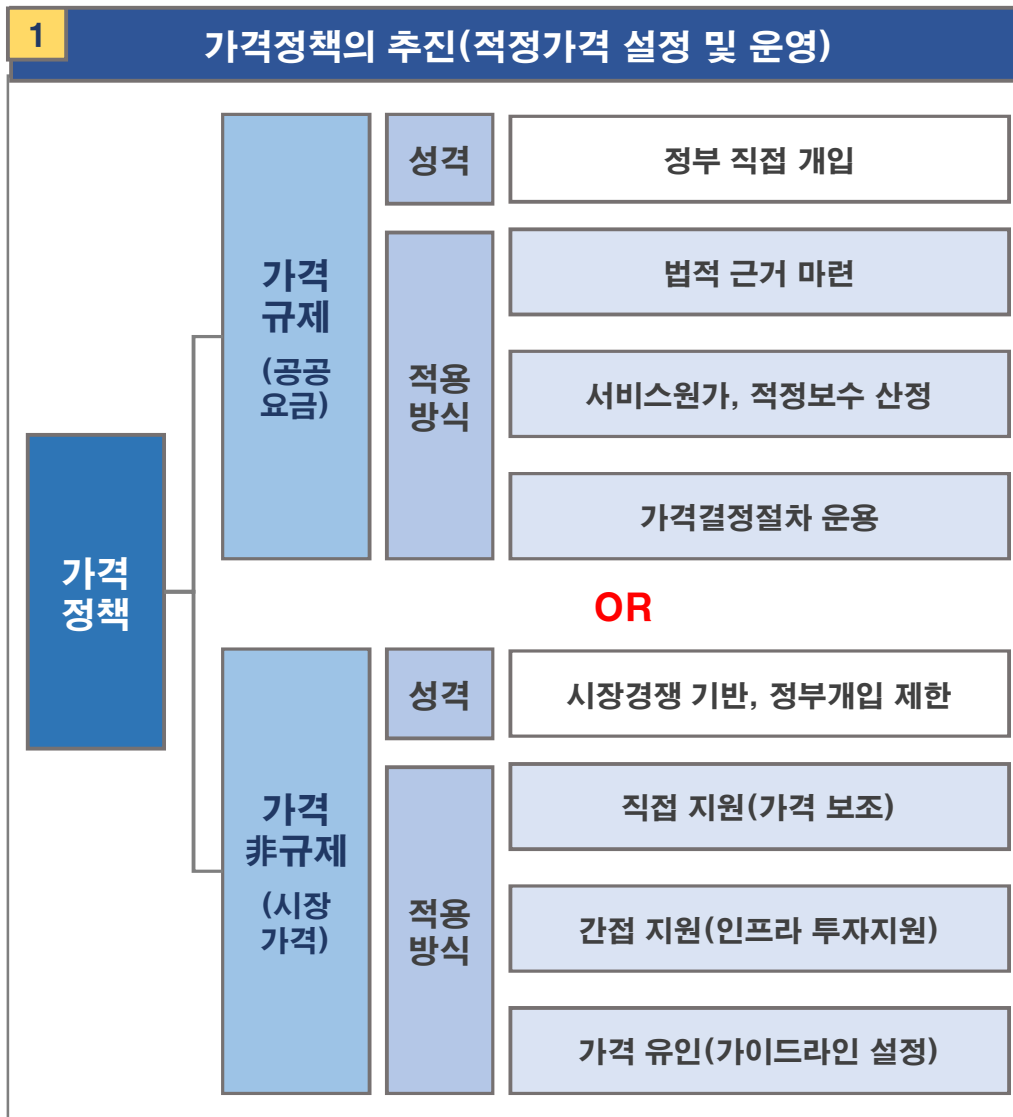 1
가격정책의 추진(적정가격 설정 및 운영)
가격
정책
가격
규제
(공공
요금)
성격
정부 직접 개입
적용
방식
법적 근거 마련
서비스원가, 적정보수 산정
가격결정절차 운용
OR
가격
非규제
(시장
가격)
성격
시장경쟁 기반, 정부개입 제한
적용
방식
직접 지원(가격 보조)
간접 지원(인프라 투자지원)
가격 유인(가이드라인 설정)